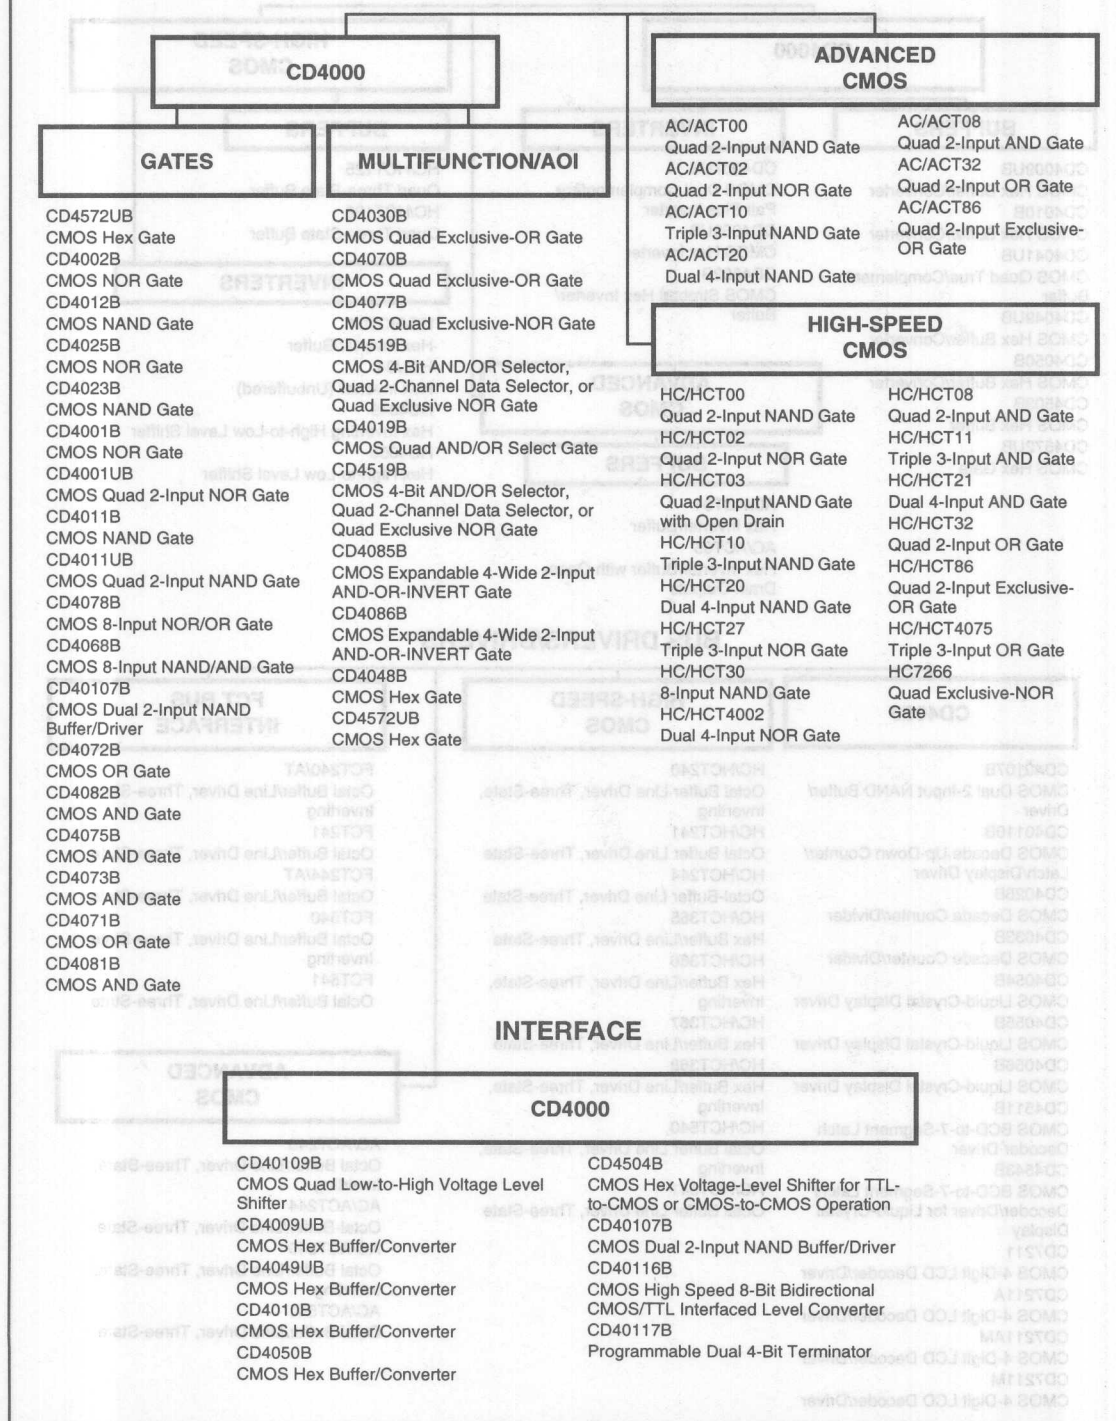 CD4000
GATES
CD4572UB
CMOS Hex Gate
CD4002B
CMOS NOR Gate
CD4012B
CMOS NAND Gate
CD4025B
CMOS NOR Gate
CD4023B
CMOS NAND Gate
CD4001B
CMOS NOR Gate
CD4001UB
CMOS Quad 2-Input NOR Gate
CD4011B
CMOS NAND Gate
CD4011UB
CMOS Quad 2-Input NAND Gate
CD4078B
CMOS 8-Input NOR/OR Gate
CD4068B
CMOS 8-Input NAND/AND Gate
CD40107B
CMOS Dual 2-Input NAND
Buffer/Driver
CD4072B
CMOS OR Gate
CD4082B
CMOS AND Gate
CD4075B
CMOS AND Gate
CD4073B
CMOS AND Gate
CD4071B
CMOS OR Gate
CD4081B
CMOS AND Gate
MULTIFUNCTION/AOI
CD4030B
CMOS Quad Exclusive-OR Gate
CD4070B
CMOS Quad Exclusive-OR Gate
CD4077B
CMOS Quad Exclusive-NOR Gate
CD4519B
CMOS 4-Bit AND/OR Selector,
Quad 2-Channel Data Selector, or
Quad Exclusive NOR Gate
CD4019B
CMOS Quad AND/OR Select Gate
CD4519B
CMOS 4-Bit AND/OR Selector,
Quad 2-Channel Data Selector, or
Quad Exclusive NOR Gate
CD4085B
CMOS Expandable 4-Wide 2-Input
AND-OR-INVERT Gate
CD4086B
CMOS Expandable 4-Wide 2-Input
AND-OR-INVERT Gate
CD4048B
CMOS Hex Gate
CD4572UB
CMOS Hex Gate
ADVANCED
CMOS
AC/ACT00
Quad 2-Input NAND Gate
AC/ACT02
Quad 2-Input NOR Gate
AC/ACT10
Triple 3-Input NAND Gate
AC/ACT20
Dual 4-Input NAND Gate
AC/ACT08
Quad 2-Input AND Gate
AC/ACT32
Quad 2-Input OR Gate
AC/ACT86
Quad 2-Input Exclusive-
OR Gate
HIGH-SPEED
CMOS
HC/HCT00
Quad 2-Input NAND Gate
HC/HCT02
Quad 2-Input NOR Gate
HC/HCT03
Quad 2-Input NAND Gate
with Open Drain
HC/HCT10
Triple 3-Input NAND Gate
HC/HCT20
Dual 4-Input NAND Gate
HC/HCT27
Triple 3-Input NOR Gate
HC/HCT30
8-Input NAND Gate
HC/HCT4002
Dual 4-Input NOR Gate
HC/HCT08
Quad 2-Input AND Gate
HC/HCT11
Triple 3-Input AND Gate
HC/HCT21
Dual 4-Input AND Gate
HC/HCT32
Quad 2-Input OR Gate
HC/HCT86
Quad 2-Input Exclusive-
OR Gate
HC/HCT4075
Triple 3-Input OR Gate
HC7266
Quad Exclusive-NOR
Gate
INTERFACE
CD4000
CD40109B
CMOS Quad Low-to-High Voltage Level
Shifter
CD4009UB
CMOS Hex Buffer/Converter
CD4049UB
CMOS Hex Buffer/Converter
CD4010B
CMOS Hex Buffer/Converter
CD4050B
CMOS Hex Buffer/Converter
CD4504B
CMOS Hex Voltage-Level Shifter for TTL-
to-CMOS or CMOS-to-CMOS Operation
CD40107B
CMOS Dual 2-Input NAND Buffer/Driver
CD40116B
CMOS High Speed 8-Bit Bidirectional
CMOS/TTL Interfaced Level Converter
CD40117B
Programmable Dual 4-Bit Terminator